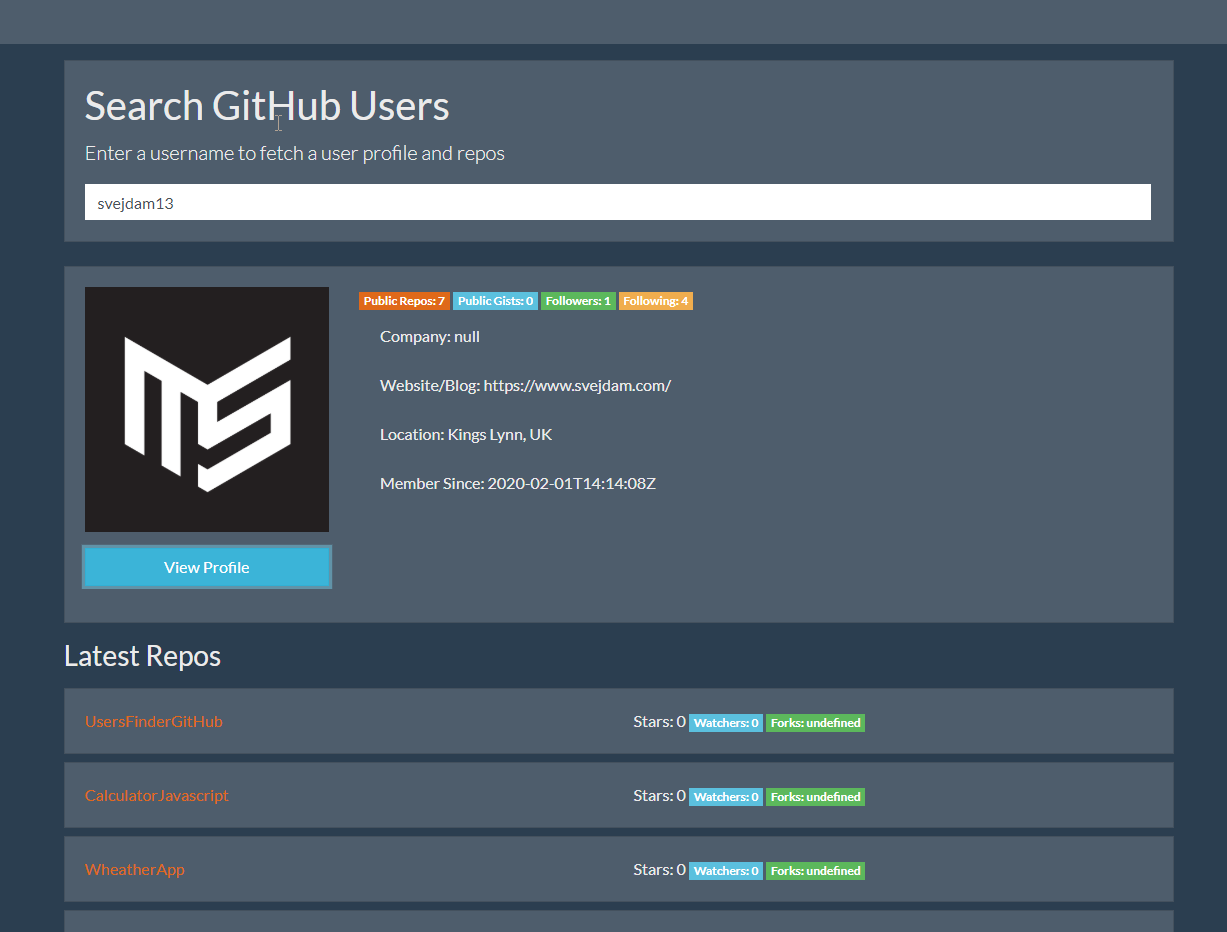 Search GitHub Users
Enter a username to fetch a user profile and repos
svejdam13
Public Repos: 7 Public Gists: 0 Followers: 1 Following: 4
Company: null
Website/Blog: https://www.svejdam.com/
Location: Kings Lynn, UK
Member Since: 2020-02-01T14:14:08Z
MS
View Profile
Latest Repos
UsersFinderGitHub Stars: 0 Watchers: 0 Forks: undefined
CalculatorJavascript Stars: 0 Watchers: 0 Forks: undefined
WheatherApp Stars: 0 Watchers: 0 Forks: undefined